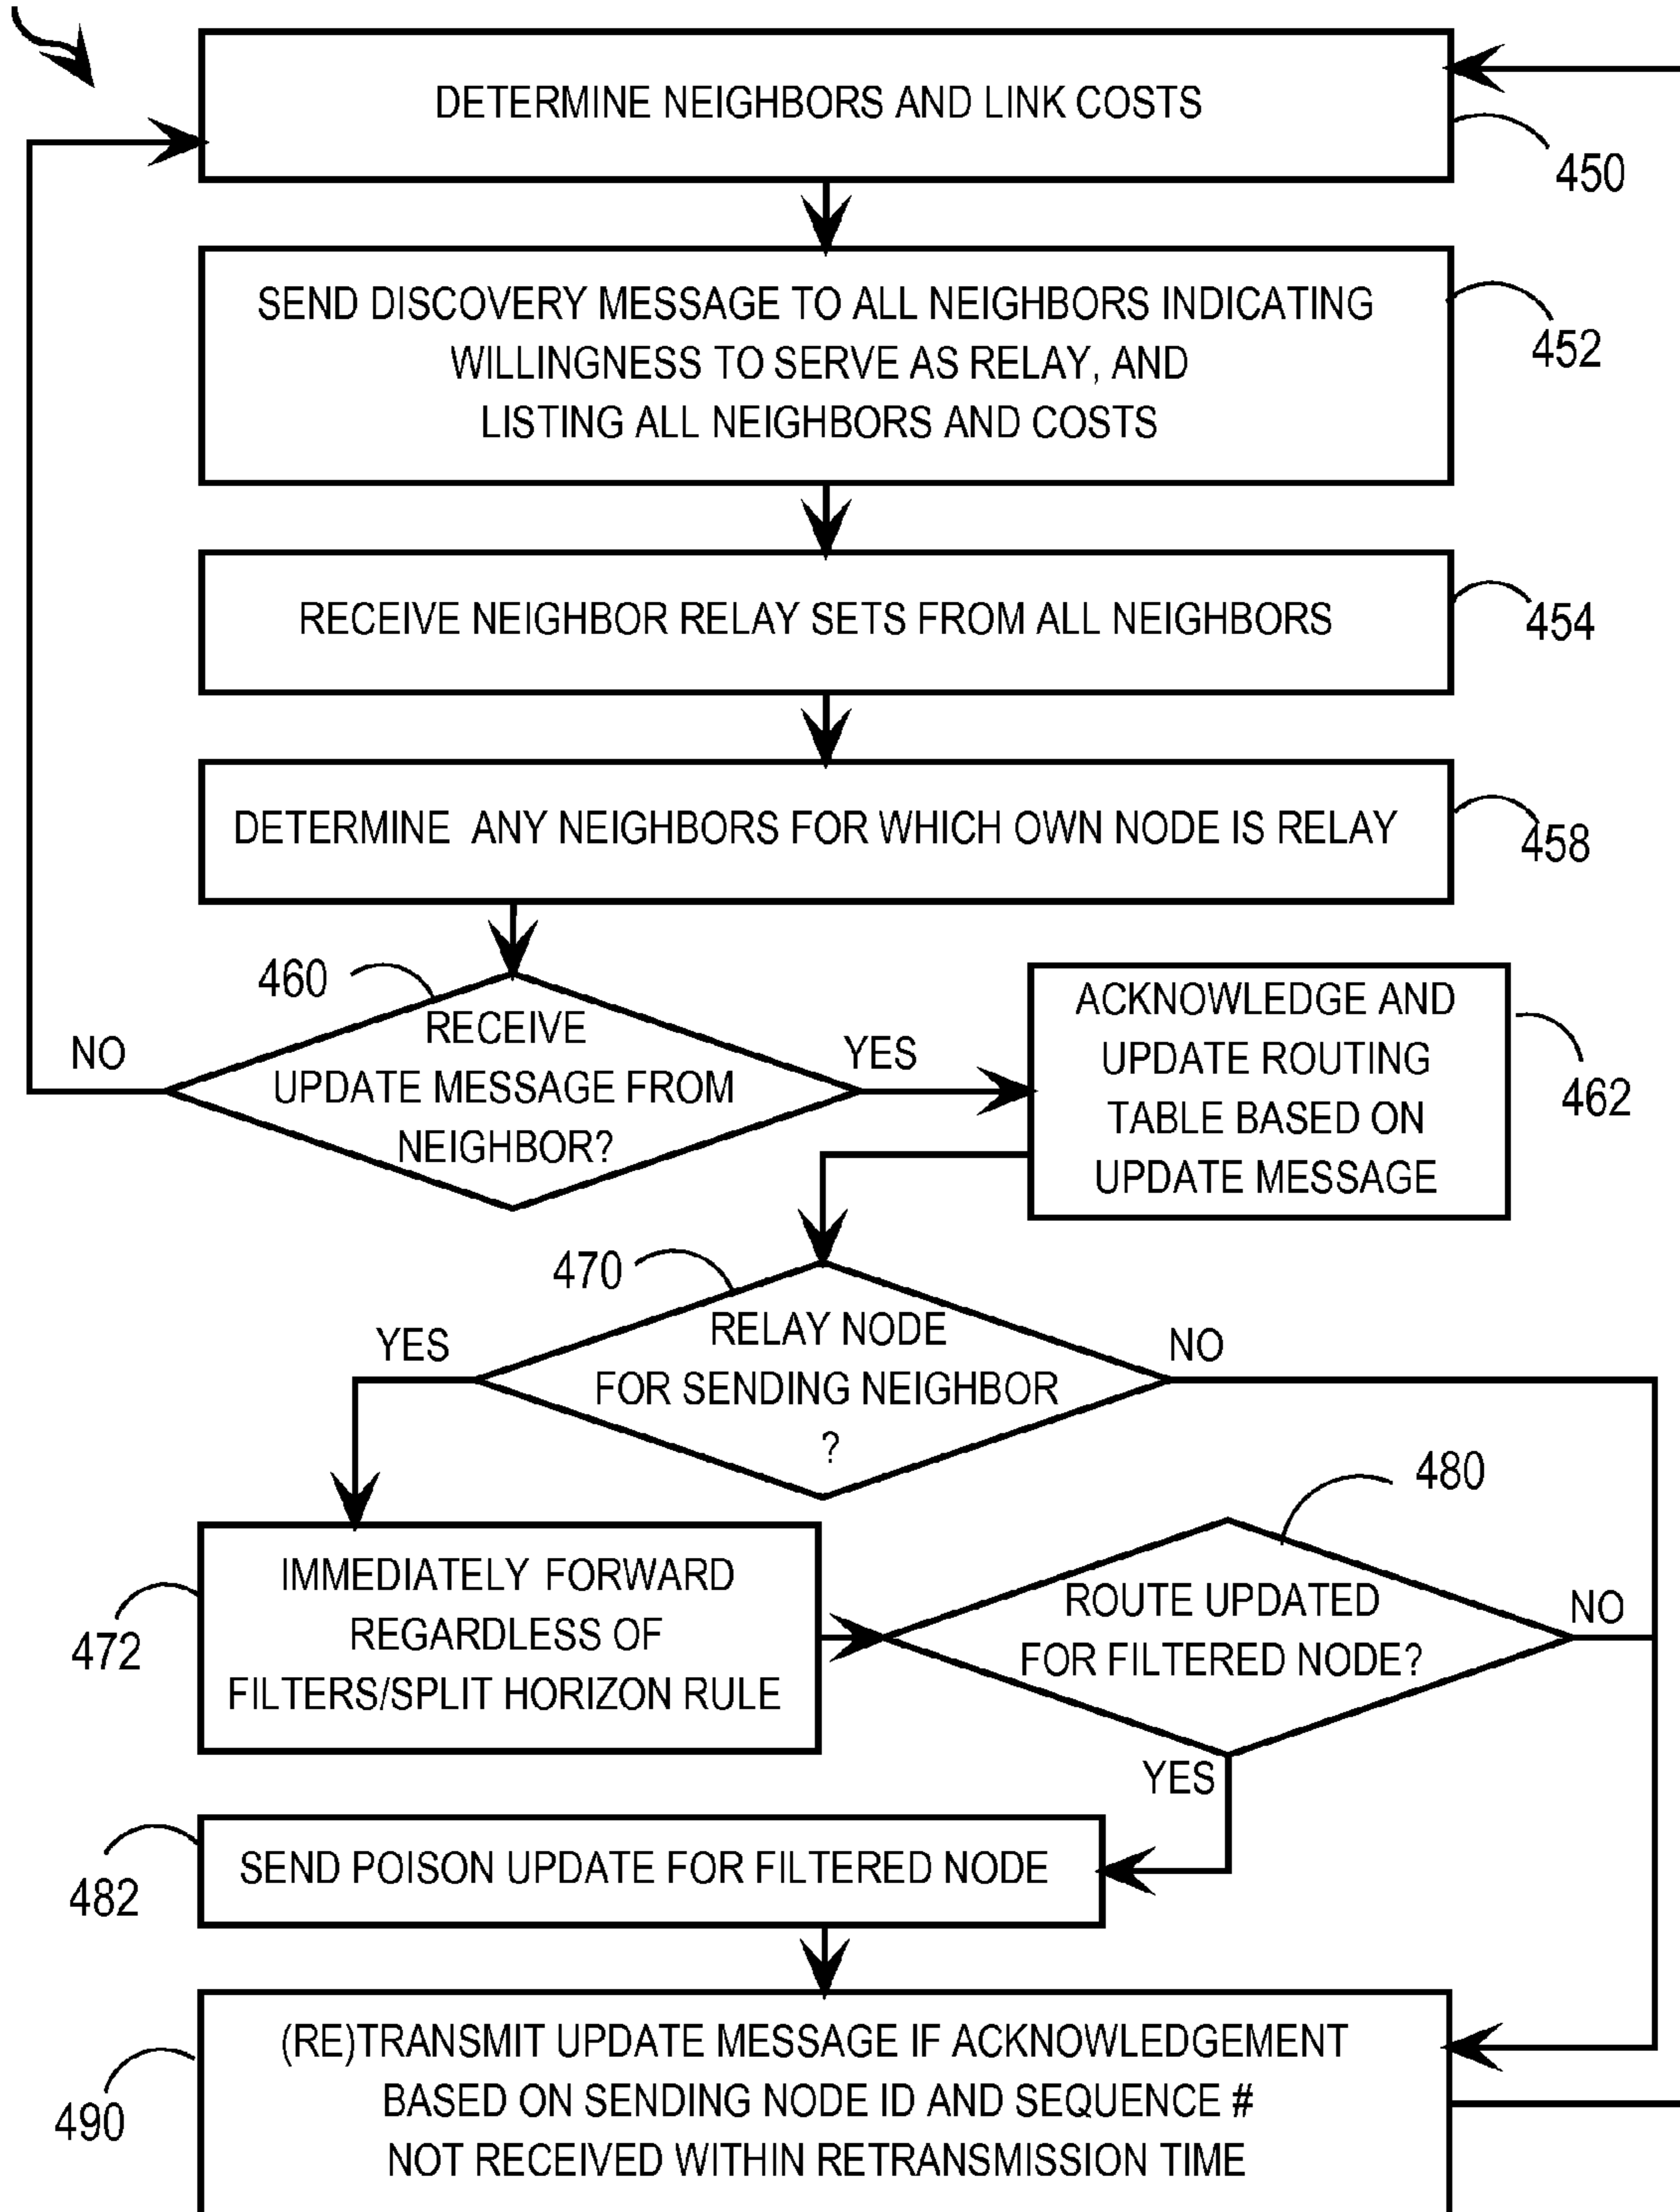 DETERMINE NEIGHBORS AND LINK COSTS
450
SEND DISCOVERY MESSAGE TO ALL NEIGHBORS INDICATING
WILLINGNESS TO SERVE AS RELAY, AND
LISTING ALL NEIGHBORS AND COSTS
452
RECEIVE NEIGHBOR RELAY SETS FROM ALL NEIGHBORS
454
DETERMINE ANY NEIGHBORS FOR WHICH OWN NODE IS RELAY
458
460
RECEIVE
UPDATE MESSAGE FROM
NEIGHBOR?
NO
YES
ACKNOWLEDGE AND
UPDATE ROUTING
TABLE BASED ON
UPDATE MESSAGE
462
470
RELAY NODE
FOR SENDING NEIGHBOR
?
YES
NO
IMMEDIATELY FORWARD
REGARDLESS OF
FILTERS/SPLIT HORIZON RULE
472
480
ROUTE UPDATED
FOR FILTERED NODE?
NO
YES
SEND POISON UPDATE FOR FILTERED NODE
482
(RE)TRANSMIT UPDATE MESSAGE IF ACKNOWLEDGEMENT
BASED ON SENDING NODE ID AND SEQUENCE #
NOT RECEIVED WITHIN RETRANSMISSION TIME
490